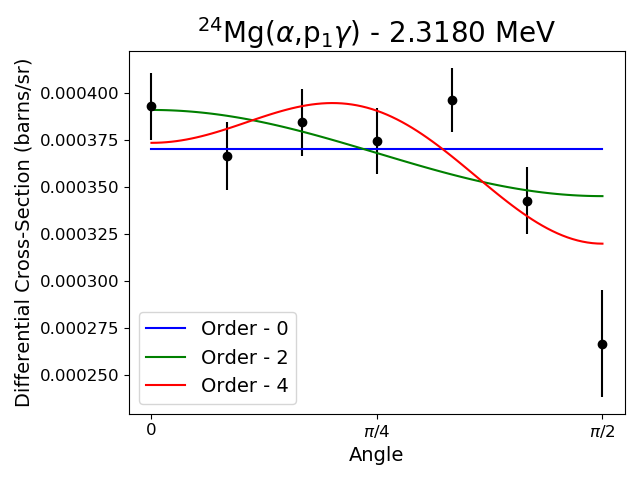 ²⁴Mg(α,p₁γ) - 2.3180 MeV
Differential Cross-Section (barns/sr)
0.000400
0.000375
0.000350
0.000325
0.000300
0.000275
0.000250
Order - 0
Order - 2
Order - 4
0
π/4
π/2
Angle